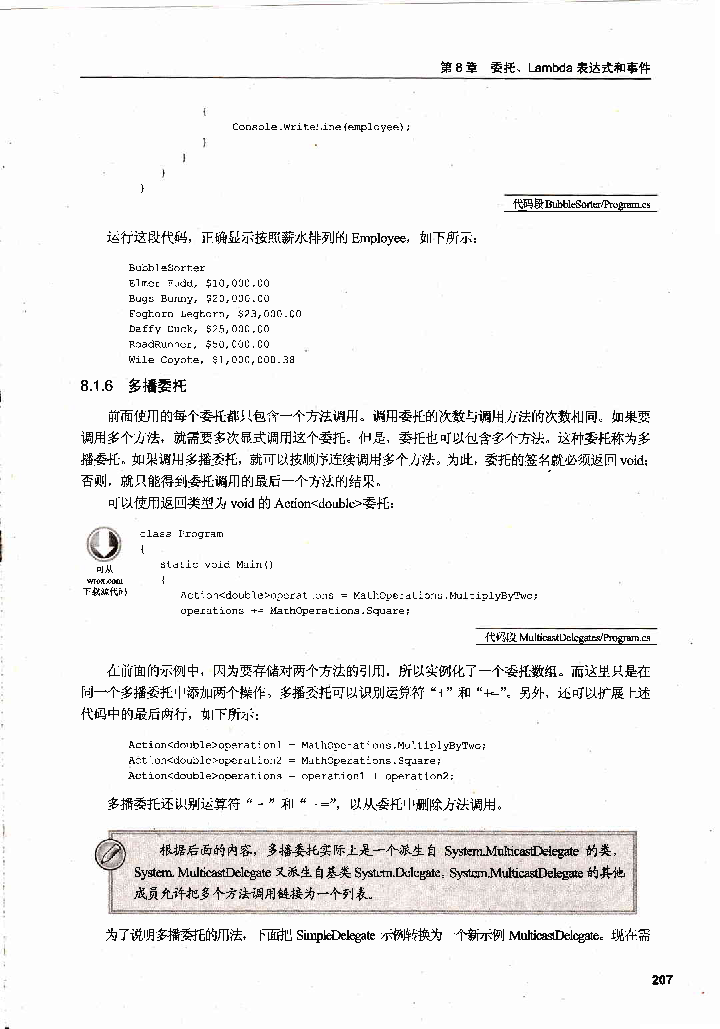 第8章 委托、Lambda 表达式和事件
{
Console.WriteLine(employee);
}
}
}
}
代码段BubbleSorter/Program.cs
运行这段代码，正确显示按照薪水排列的 Employee，如下所示：
BubbleSorter
Elmer Fudd, $10,000.00
Bugs Bunny, $20,000.00
Foghorn Leghorn, $23,000.00
Daffy Duck, $25,000.00
RoadRunner, $50,000.00
Wile Coyote, $1,000,000.38
8.1.6 多播委托
前面使用的每个委托都只包含一个方法调用。调用委托的次数与调用方法的次数相同。如果要
调用多个方法，就需要多次显式调用这个委托。但是，委托也可以包含多个方法。这种委托称为多
播委托。如果调用多播委托，就可以按顺序连续调用多个方法。为此，委托的签名就必须返回 void；
否则，就只能得到委托调用的最后一个方法的结果。
可以使用返回类型为 void 的 Action<double>委托：
class Program
{
可从
wrox.com
下载源代码
static void Main()
{
Action<double>operations = MathOperations.MultiplyByTwo;
operations += MathOperations.Square;
代码段 MulticastDelegates/Program.cs
在前面的示例中，因为要存储对两个方法的引用，所以实例化了一个委托数组。而这里只是在
同一个多播委托中添加两个操作。多播委托可以识别运算符“+”和“+=”。另外，还可以扩展上述
代码中的最后两行，如下所示：
Action<double>operation1 = MathOperations.MultiplyByTwo;
Action<double>operation2 = MathOperations.Square;
Action<double>operations = operation1 + operation2;
多播委托还识别运算符“-”和“-=”，以从委托中删除方法调用。
根据后面的内容，多播委托实际上是一个派生自 System.MulticastDelegate 的类，
System. MulticastDelegate 又派生自基类 System.Delegate。System.MulticastDelegate 的其他
成员允许把多个方法调用链接为一个列表。
为了说明多播委托的用法，下面把 SimpleDelegate 示例转换为一个新示例 MulticastDelegate。现在需
207